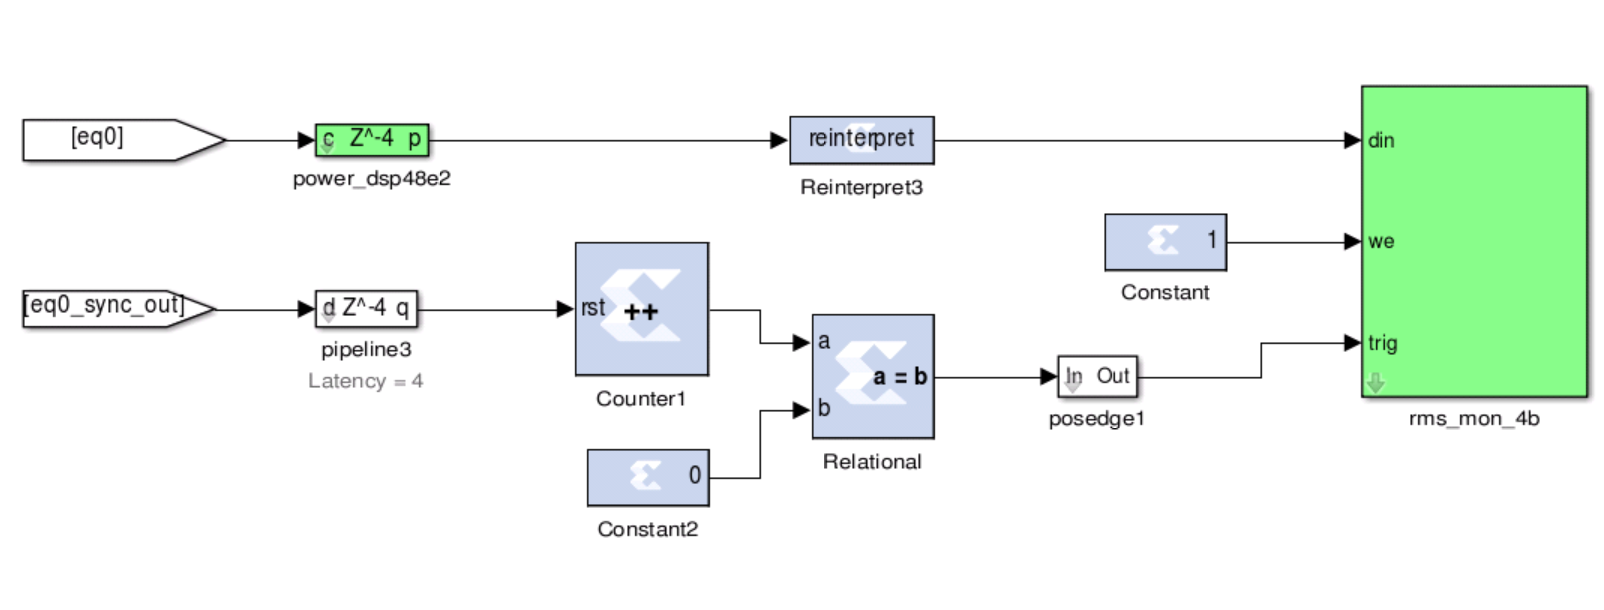 [eq0]
c Z^-4 p
power_dsp48e2
reinterpret
Reinterpret3
din
1
Constant
we
[eq0_sync_out]
d Z^-4 q
pipeline3
Latency = 4
rst ++
Counter1
a
a = b
b
Relational
0
Constant2
In Out
posedge1
trig
rms_mon_4b